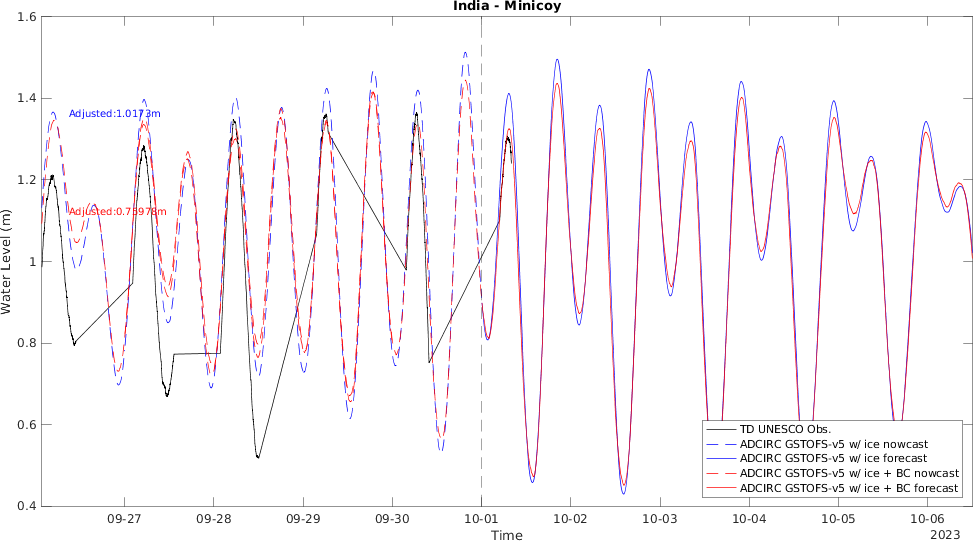 India - Minicoy
1.6
1.4
1.2
1
0.8
0.6
0.4
Water Level (m)
Adjusted:1.0173m
Adjusted:0.73978m
TD UNESCO Obs.
ADCIRC GSTOFS-v5 w/ ice nowcast
ADCIRC GSTOFS-v5 w/ ice forecast
ADCIRC GSTOFS-v5 w/ ice + BC nowcast
ADCIRC GSTOFS-v5 w/ ice + BC forecast
09-27 09-28 09-29 09-30 10-01 10-02 10-03 10-04 10-05 10-06
Time
2023